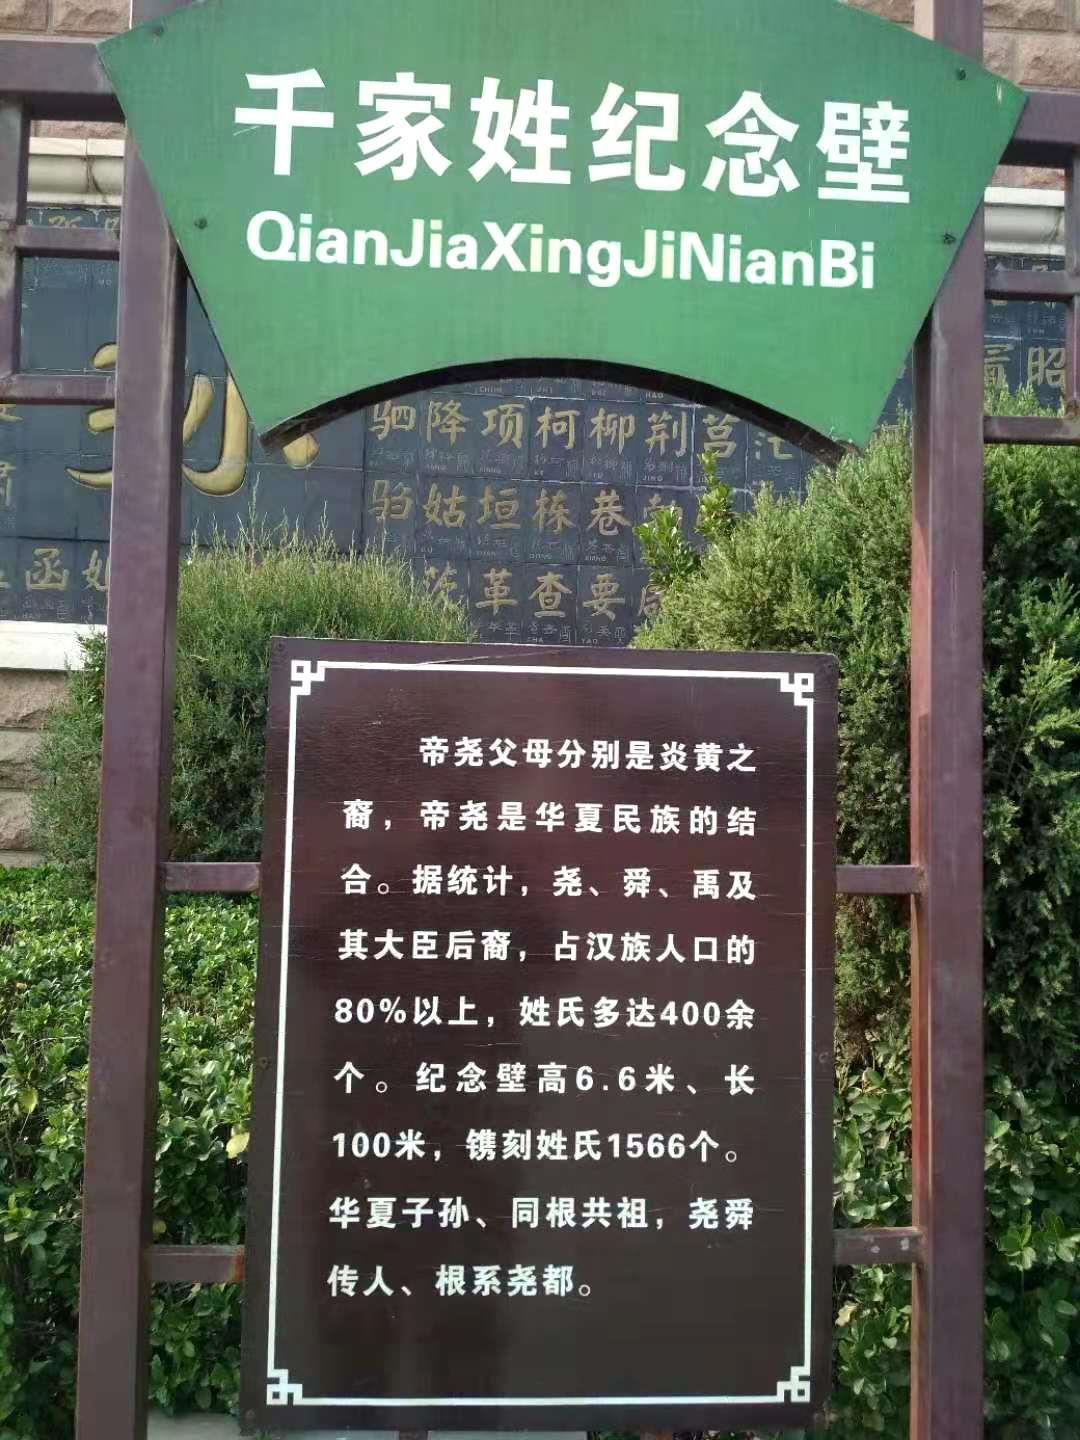 千家姓纪念壁
QianJiaXingJiNianBi
驷降项柯柳荆莒
姑垣栋巷
革查要
函
昭
帝尧父母分别是炎黄之
裔，帝尧是华夏民族的结
合。据统计，尧、舜、禹及
其大臣后裔，占汉族人口的
80%以上，姓氏多达400余
个。纪念壁高6.6米、长
100米，镌刻姓氏1566个。
华夏子孙、同根共祖，尧舜
传人、根系尧都。